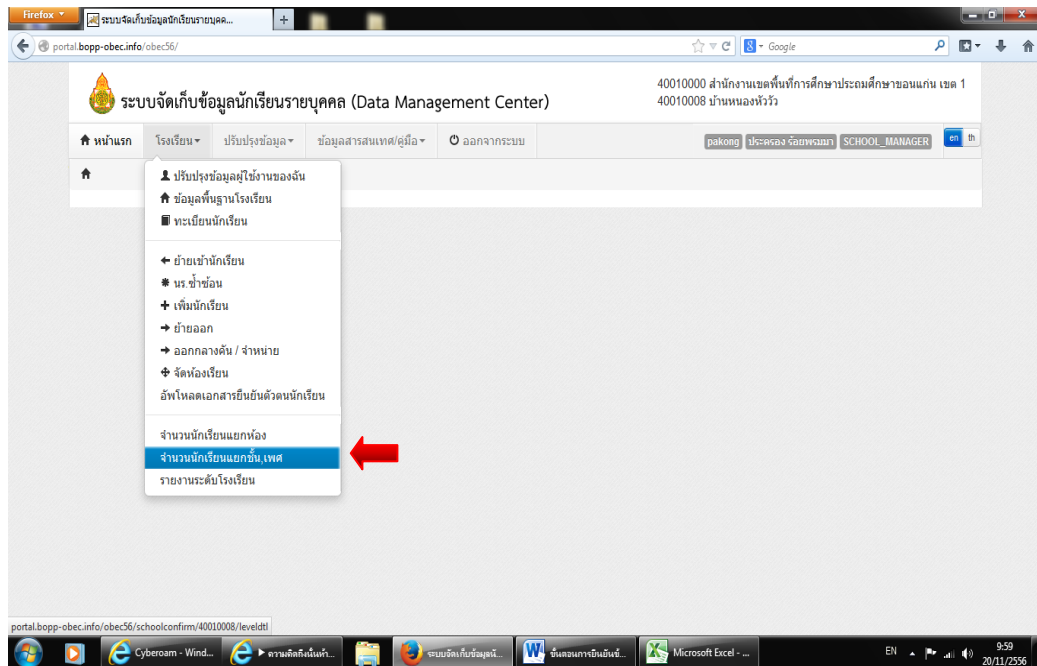 Firefox
ระบบจัดเก็บข้อมูลนักเรียนรายบุคค...
portal.bopp-obec.info/obec56/
Google
ระบบจัดเก็บข้อมูลนักเรียนรายบุคคล (Data Management Center)
40010000 สำนักงานเขตพื้นที่การศึกษาประถมศึกษาขอนแก่น เขต 1
40010008 บ้านหนองหัววัว
หน้าแรก โรงเรียน ปรับปรุงข้อมูล ข้อมูลสารสนเทศ/คู่มือ ออกจากระบบ pakong ประครอง ร้อยพรมมา SCHOOL_MANAGER en th
ปรับปรุงข้อมูลผู้ใช้งานของฉัน
ข้อมูลพื้นฐานโรงเรียน
ทะเบียนนักเรียน
ย้ายเข้านักเรียน
นร.ซ้ำซ้อน
เพิ่มนักเรียน
ย้ายออก
ออกกลางคัน / จำหน่าย
จัดห้องเรียน
อัพโหลดเอกสารยืนยันตัวตนนักเรียน
จำนวนนักเรียนแยกห้อง
จำนวนนักเรียนแยกชั้น,เพศ
รายงานระดับโรงเรียน
portal.bopp-obec.info/obec56/schoolconfirm/40010008/leveldtl
Cyberoam - Wind... ความคิดถึงนั้นทำ... ระบบจัดเก็บข้อมูลนั... ขั้นตอนการยืนยันข้... Microsoft Excel - ... EN 9:59
20/11/2556